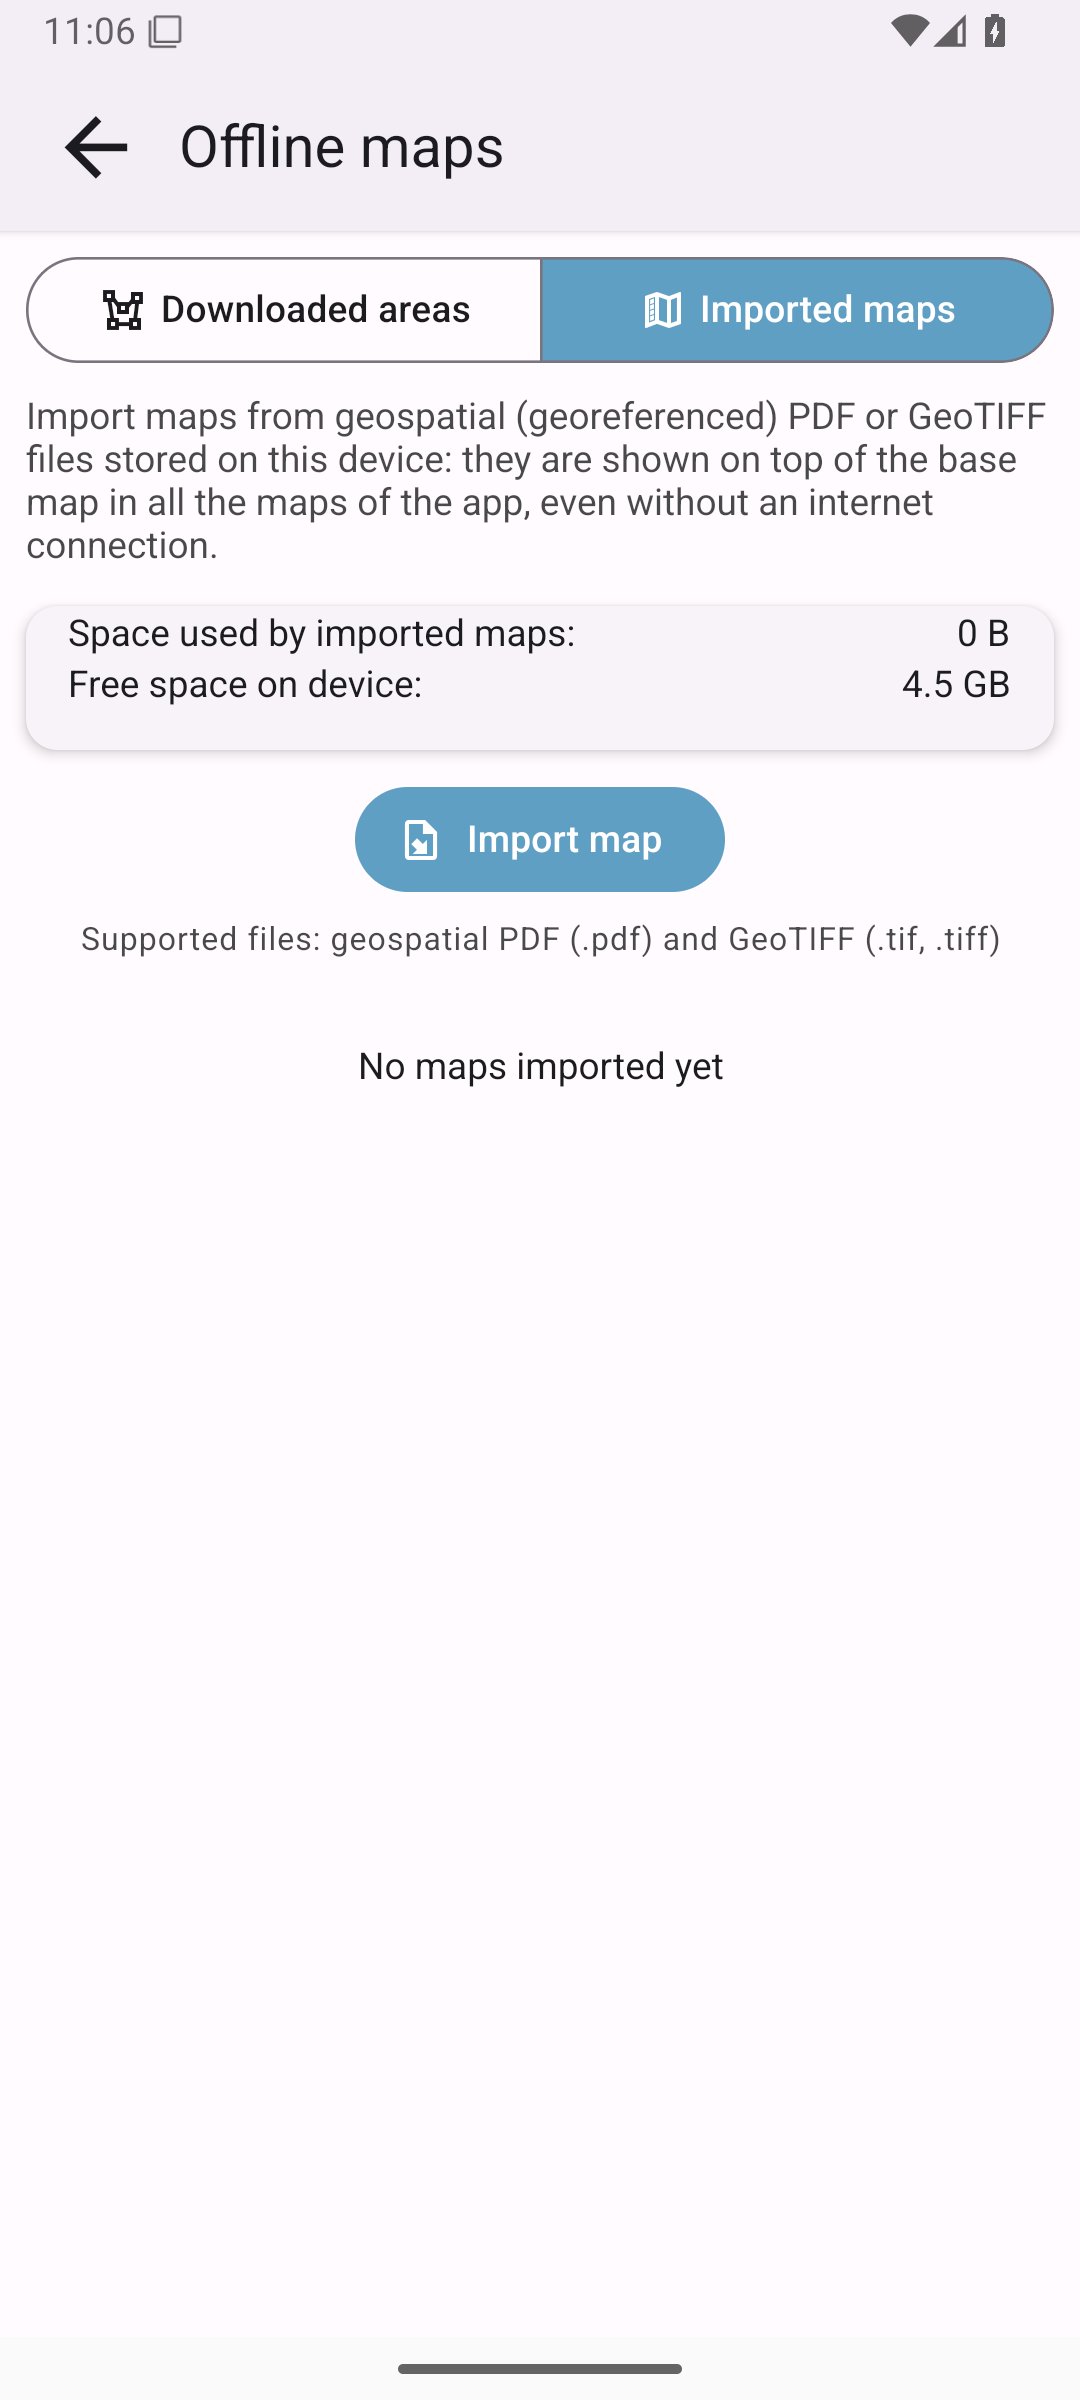 11:06
Offline maps
Downloaded areas
Imported maps
Import maps from geospatial (georeferenced) PDF or GeoTIFF
files stored on this device: they are shown on top of the base
map in all the maps of the app, even without an internet
connection.
Space used by imported maps: 0 B
Free space on device: 4.5 GB
Import map
Supported files: geospatial PDF (.pdf) and GeoTIFF (.tif, .tiff)
No maps imported yet